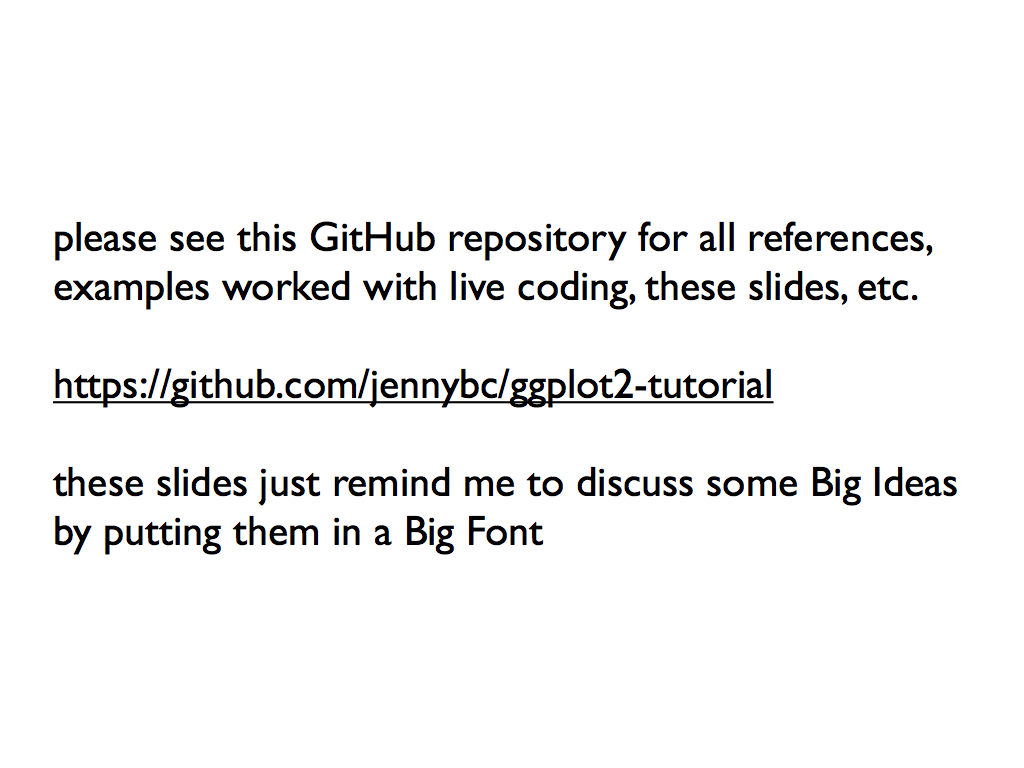 please see this GitHub repository for all references,
examples worked with live coding, these slides, etc.
https://github.com/jennybc/ggplot2-tutorial
these slides just remind me to discuss some Big Ideas
by putting them in a Big Font